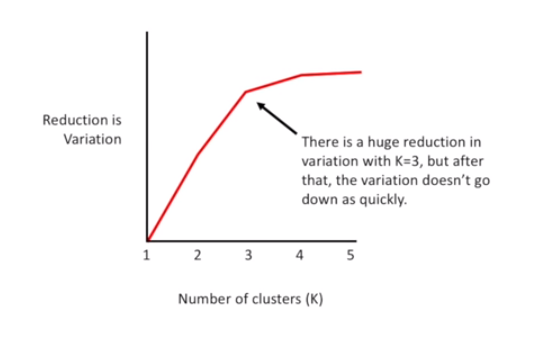 Reduction is
Variation
There is a huge reduction in
variation with K=3, but after
that, the variation doesn't go
down as quickly.
1 2 3 4 5
Number of clusters (K)